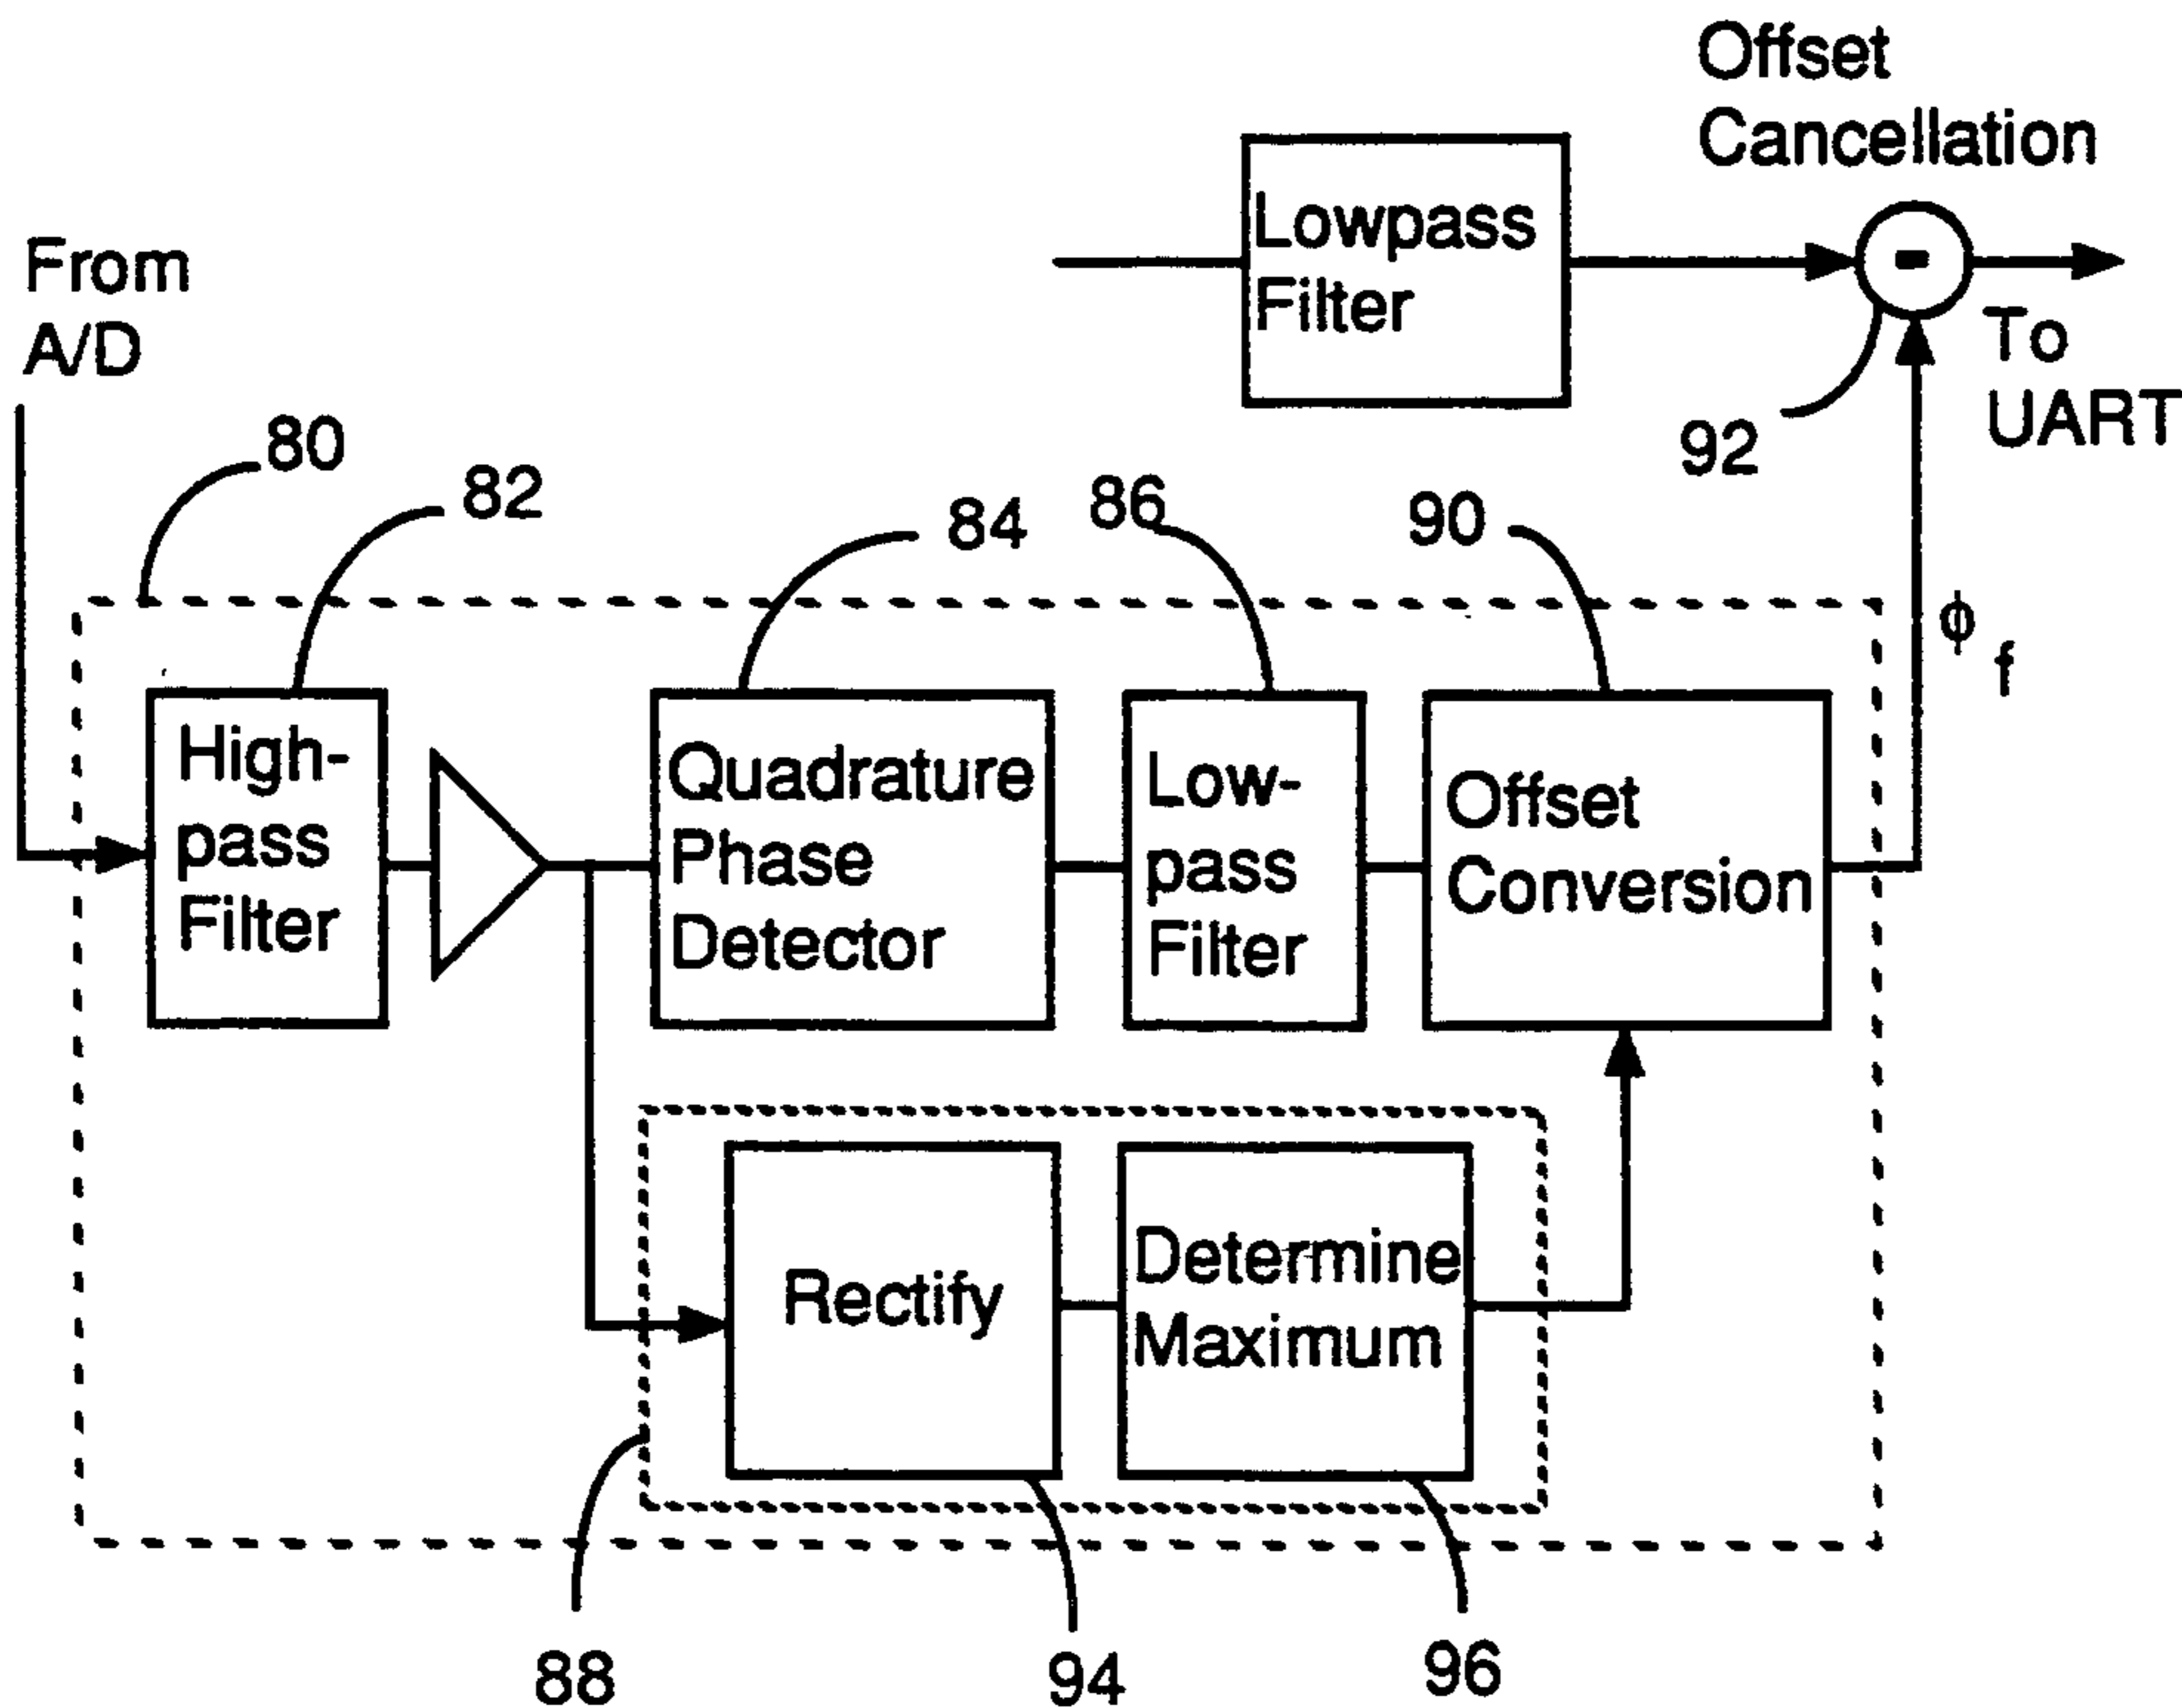 Offset
Cancellation
Lowpass
Filter
-
From
A/D
To
UART
92
80
82
84
86
90
ϕ f
High-
pass
Filter
Quadrature
Phase
Detector
Low-
pass
Filter
Offset
Conversion
Rectify
Determine
Maximum
88
94
96